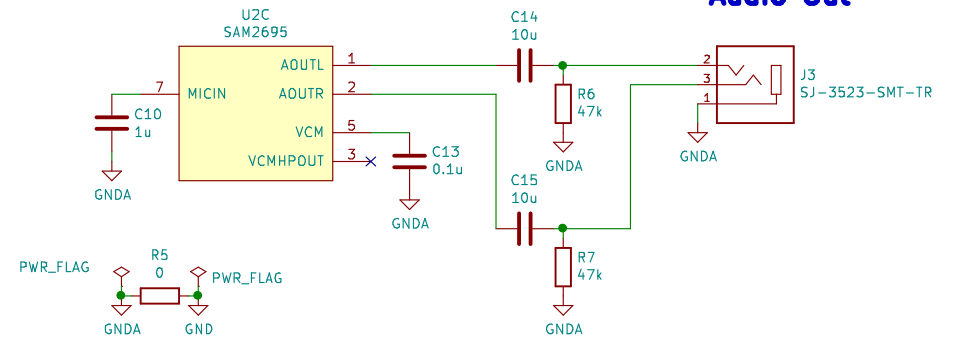 Audio Out
U2C
SAM2695
C14
10u
1
AOUTL
2
J3
7
MICIN
AOUTR
2
R6
47k
3
SJ-3523-SMT-TR
1
C10
1u
VCM
5
VCMHPOUT
3
C13
0.1u
GNDA
GNDA
GNDA
GNDA
C15
10u
R5
0
PWR_FLAG
PWR_FLAG
R7
47k
GNDA
GND
GNDA